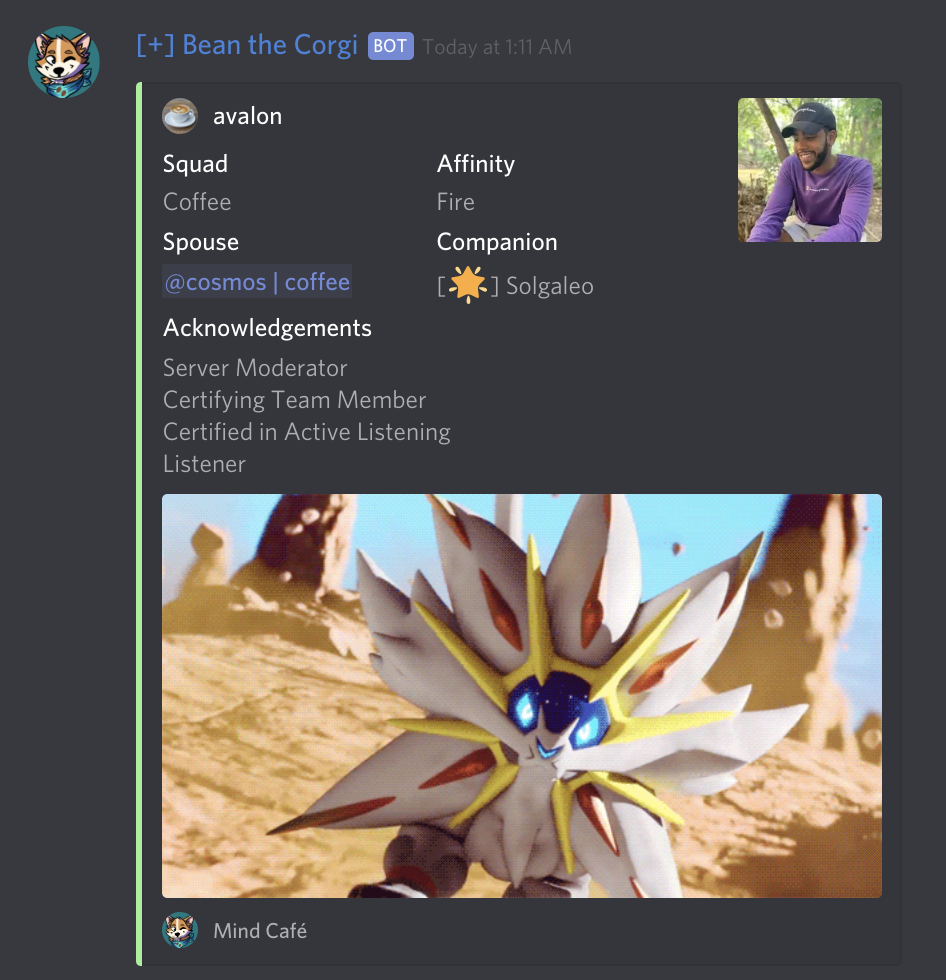 [+] Bean the Corgi BOT Today at 1:11 AM
avalon
Squad Affinity
Coffee Fire
Spouse Companion
@cosmos | coffee [🌟] Solgaleo
Acknowledgements
Server Moderator
Certifying Team Member
Certified in Active Listening
Listener
Mind Café